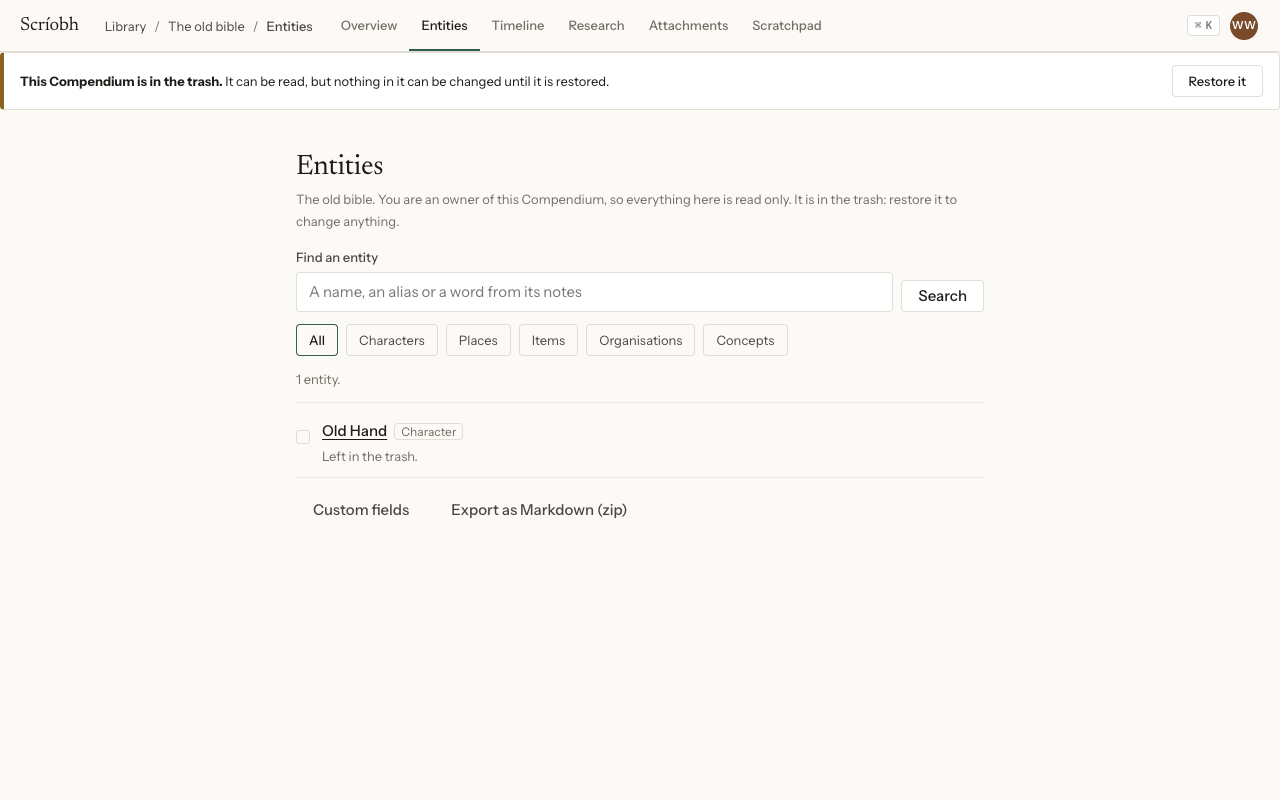 Scríobh Library / The old bible / Entities Overview Entities Timeline Research Attachments Scratchpad ⌘ K WW
This Compendium is in the trash. It can be read, but nothing in it can be changed until it is restored. Restore it
Entities
The old bible. You are an owner of this Compendium, so everything here is read only. It is in the trash: restore it to
change anything.
Find an entity
A name, an alias or a word from its notes Search
All Characters Places Items Organisations Concepts
1 entity.
Old Hand Character
Left in the trash.
Custom fields Export as Markdown (zip)